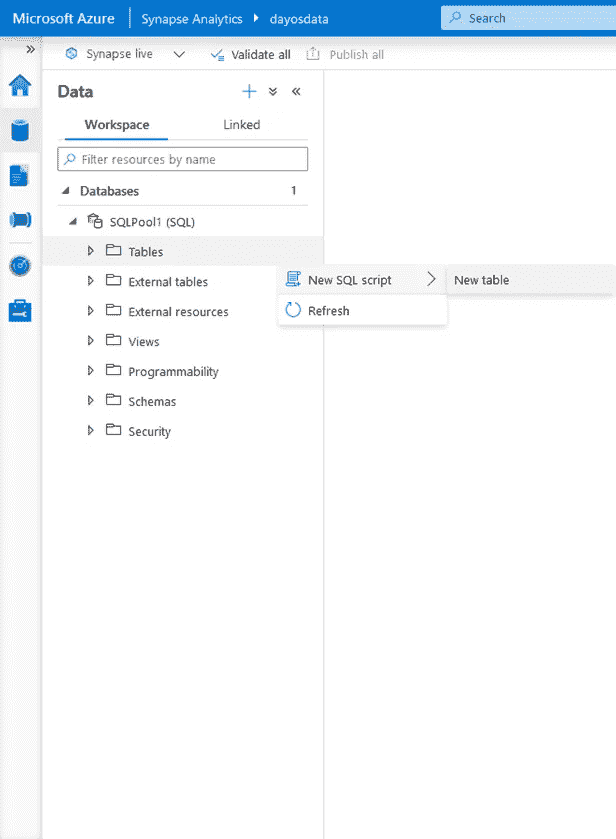 Microsoft Azure Synapse Analytics dayosdata Search
Synapse live Validate all Publish all
Data
Workspace Linked
Filter resources by name
Databases 1
SQLPool1 (SQL)
Tables
External tables
New SQL script New table
External resources
Refresh
Views
Programmability
Schemas
Security